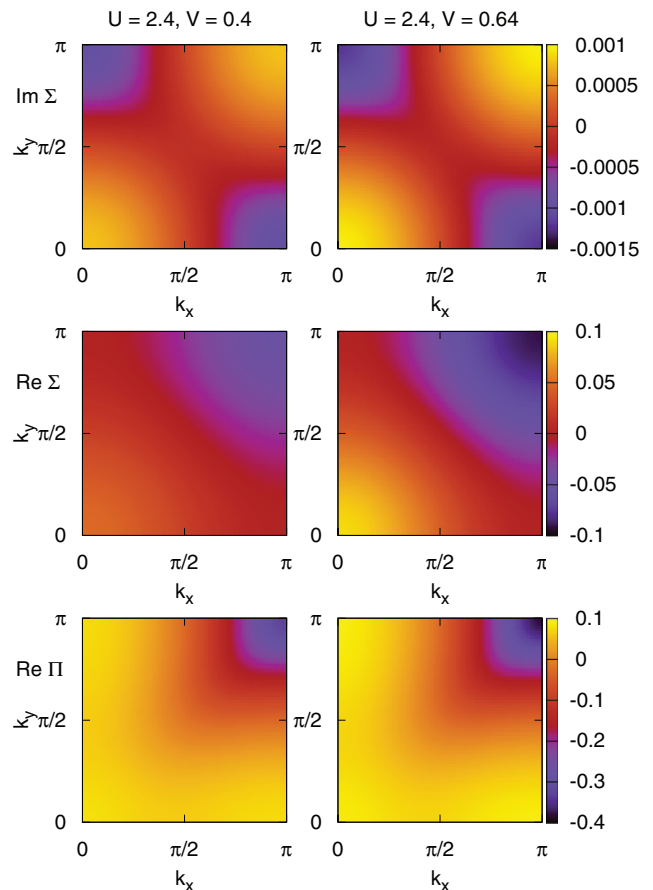 U = 2.4, V = 0.4 U = 2.4, V = 0.64
π π 0.001
0.0005
Im Σ
0
k_y π/2 π/2
-0.0005
-0.001
0 0 -0.0015
0 π/2 π 0 π/2 π
k_x k_x
π π 0.1
Re Σ 0.05
k_y π/2 π/2 0
-0.05
0 0 -0.1
0 π/2 π 0 π/2 π
k_x k_x
π π 0.1
Re Π 0
-0.1
k_y π/2 π/2
-0.2
-0.3
0 0 -0.4
0 π/2 π 0 π/2 π
k_x k_x